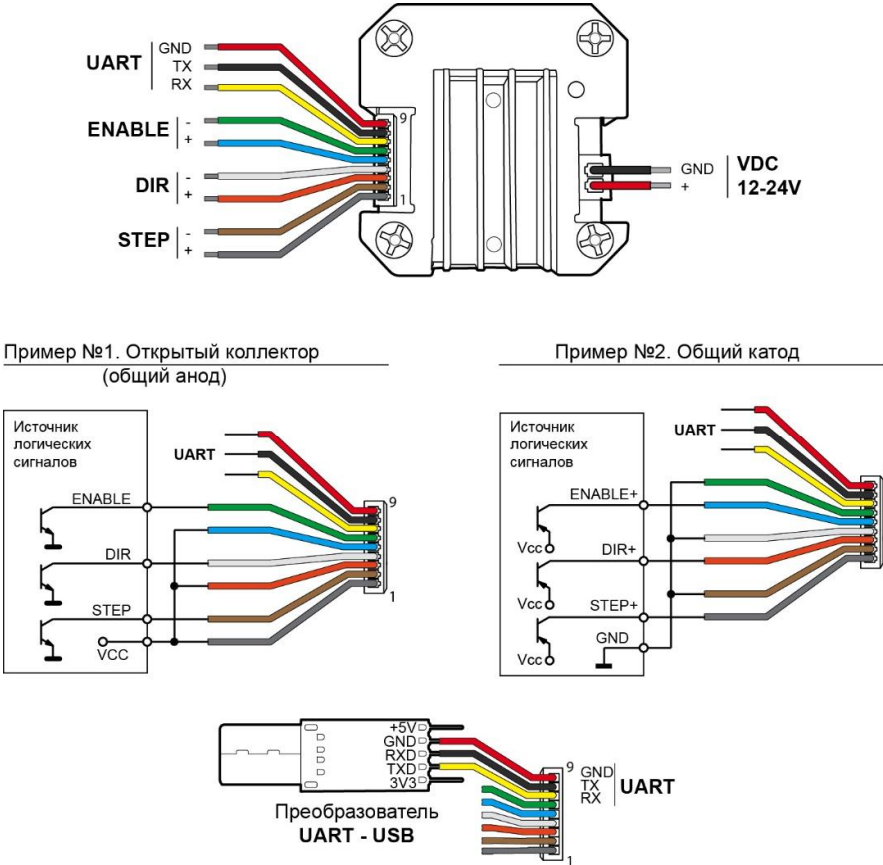 GND
UART TX
RX
ENABLE -
+
DIR -
+
STEP -
+
9
1
GND VDC
+ 12-24V
Пример №1. Открытый коллектор
(общий анод)
Источник
логических
сигналов
UART
ENABLE
DIR
STEP
VCC
9
1
Пример №2. Общий катод
Источник
логических
сигналов
UART
ENABLE+
Vcc
DIR+
Vcc
STEP+
GND
Vcc
+5V
GND
RXD
TXD
3V3
Преобразователь
UART - USB
9
GND
TX UART
RX
1